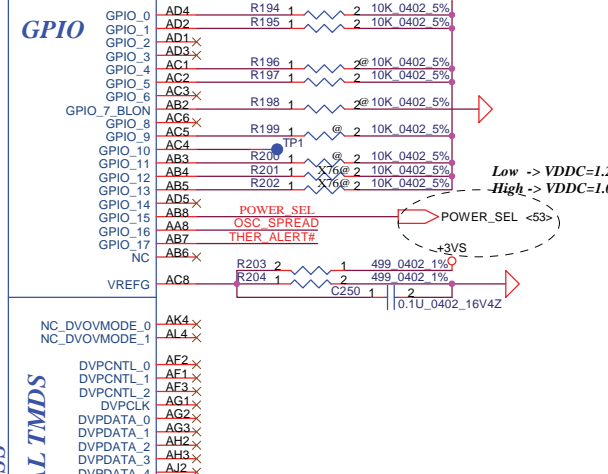 GPIO
GPIO_0 AD4 R194 1 2 10K_0402_5%
GPIO_1 AD2 R195 1 2 10K_0402_5%
GPIO_2 AD1
GPIO_3 AD3
GPIO_4 AC1 R196 1 2 @ 10K_0402_5%
GPIO_5 AC2 R197 1 2 10K_0402_5%
GPIO_6 AC3
GPIO_7_BLON AB2 R198 1 2 @ 10K_0402_5%
GPIO_8 AC6
GPIO_9 AC5 R199 1 @ 2 10K_0402_5%
GPIO_10 AC4 TP1
GPIO_11 AB3 R200 1 @ 2 10K_0402_5%
GPIO_12 AB4 R201 1 X76@ 2 10K_0402_5% Low -> VDDC=1.2
GPIO_13 AB5 R202 1 X76@ 2 10K_0402_5% High -> VDDC=1.0
GPIO_14 AD5
GPIO_15 AB8 POWER_SEL POWER_SEL <53>
GPIO_16 AA8 OSC_SPREAD
GPIO_17 AB7 THER_ALERT#
NC AB6 +3VS
R203 2 1 499_0402_1%
VREFG AC8 R204 1 2 499_0402_1%
C250 1 2 0.1U_0402_16V4Z
NC_DVOVMODE_0 AK4
NC_DVOVMODE_1 AL4
DVPCNTL_0 AF2
DVPCNTL_1 AF1
DVPCNTL_2 AF3
DVPCLK AG1
DVPDATA_0 AG2
DVPDATA_1 AG3
DVPDATA_2 AH2
DVPDATA_3 AH3
DVPDATA_4 AJ2
AL TMDS
SS